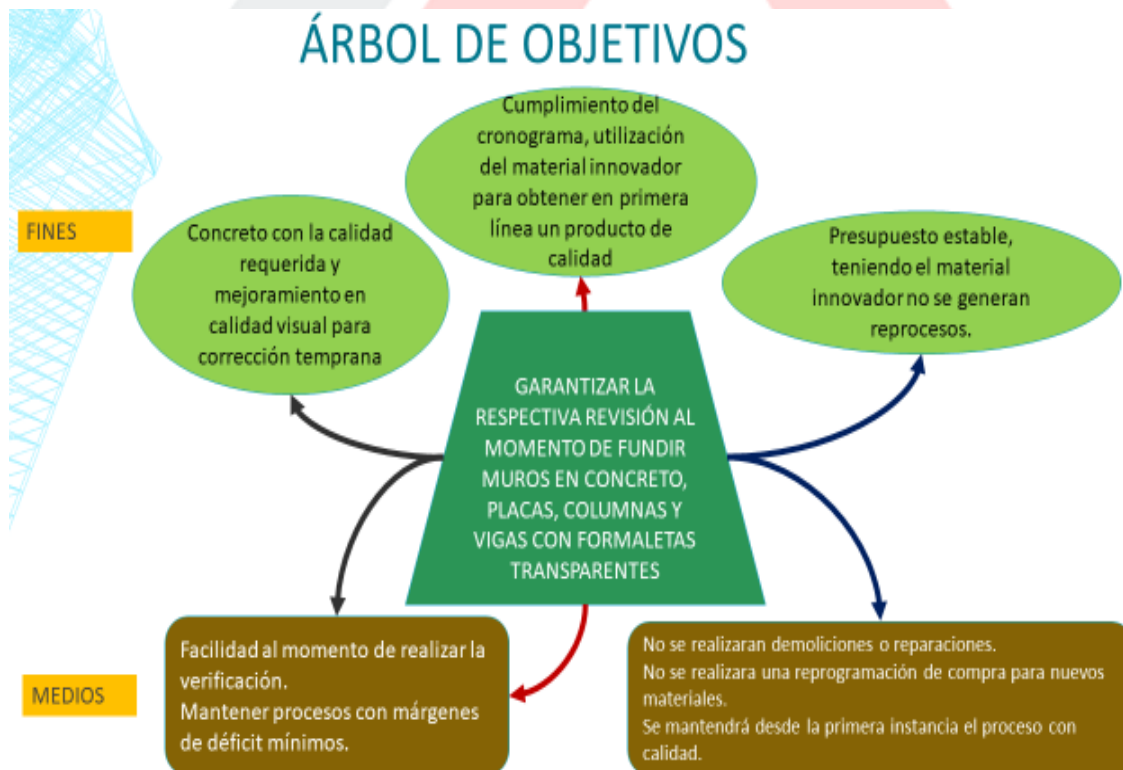 ÁRBOL DE OBJETIVOS
Cumplimiento del
cronograma, utilización
del material innovador
para obtener en primera
línea un producto de
calidad
FINES
Concreto con la calidad
requerida y
mejoramiento en
calidad visual para
corrección temprana
Presupuesto estable,
teniendo el material
innovador no se generan
reprocesos.
GARANTIZAR LA
RESPECTIVA REVISIÓN AL
MOMENTO DE FUNDIR
MUROS EN CONCRETO,
PLACAS, COLUMNAS Y
VIGAS CON FORMALETAS
TRANSPARENTES
MEDIOS
Facilidad al momento de realizar la
verificación.
Mantener procesos con márgenes
de déficit mínimos.
No se realizaran demoliciones o reparaciones.
No se realizara una reprogramación de compra para nuevos
materiales.
Se mantendrá desde la primera instancia el proceso con
calidad.